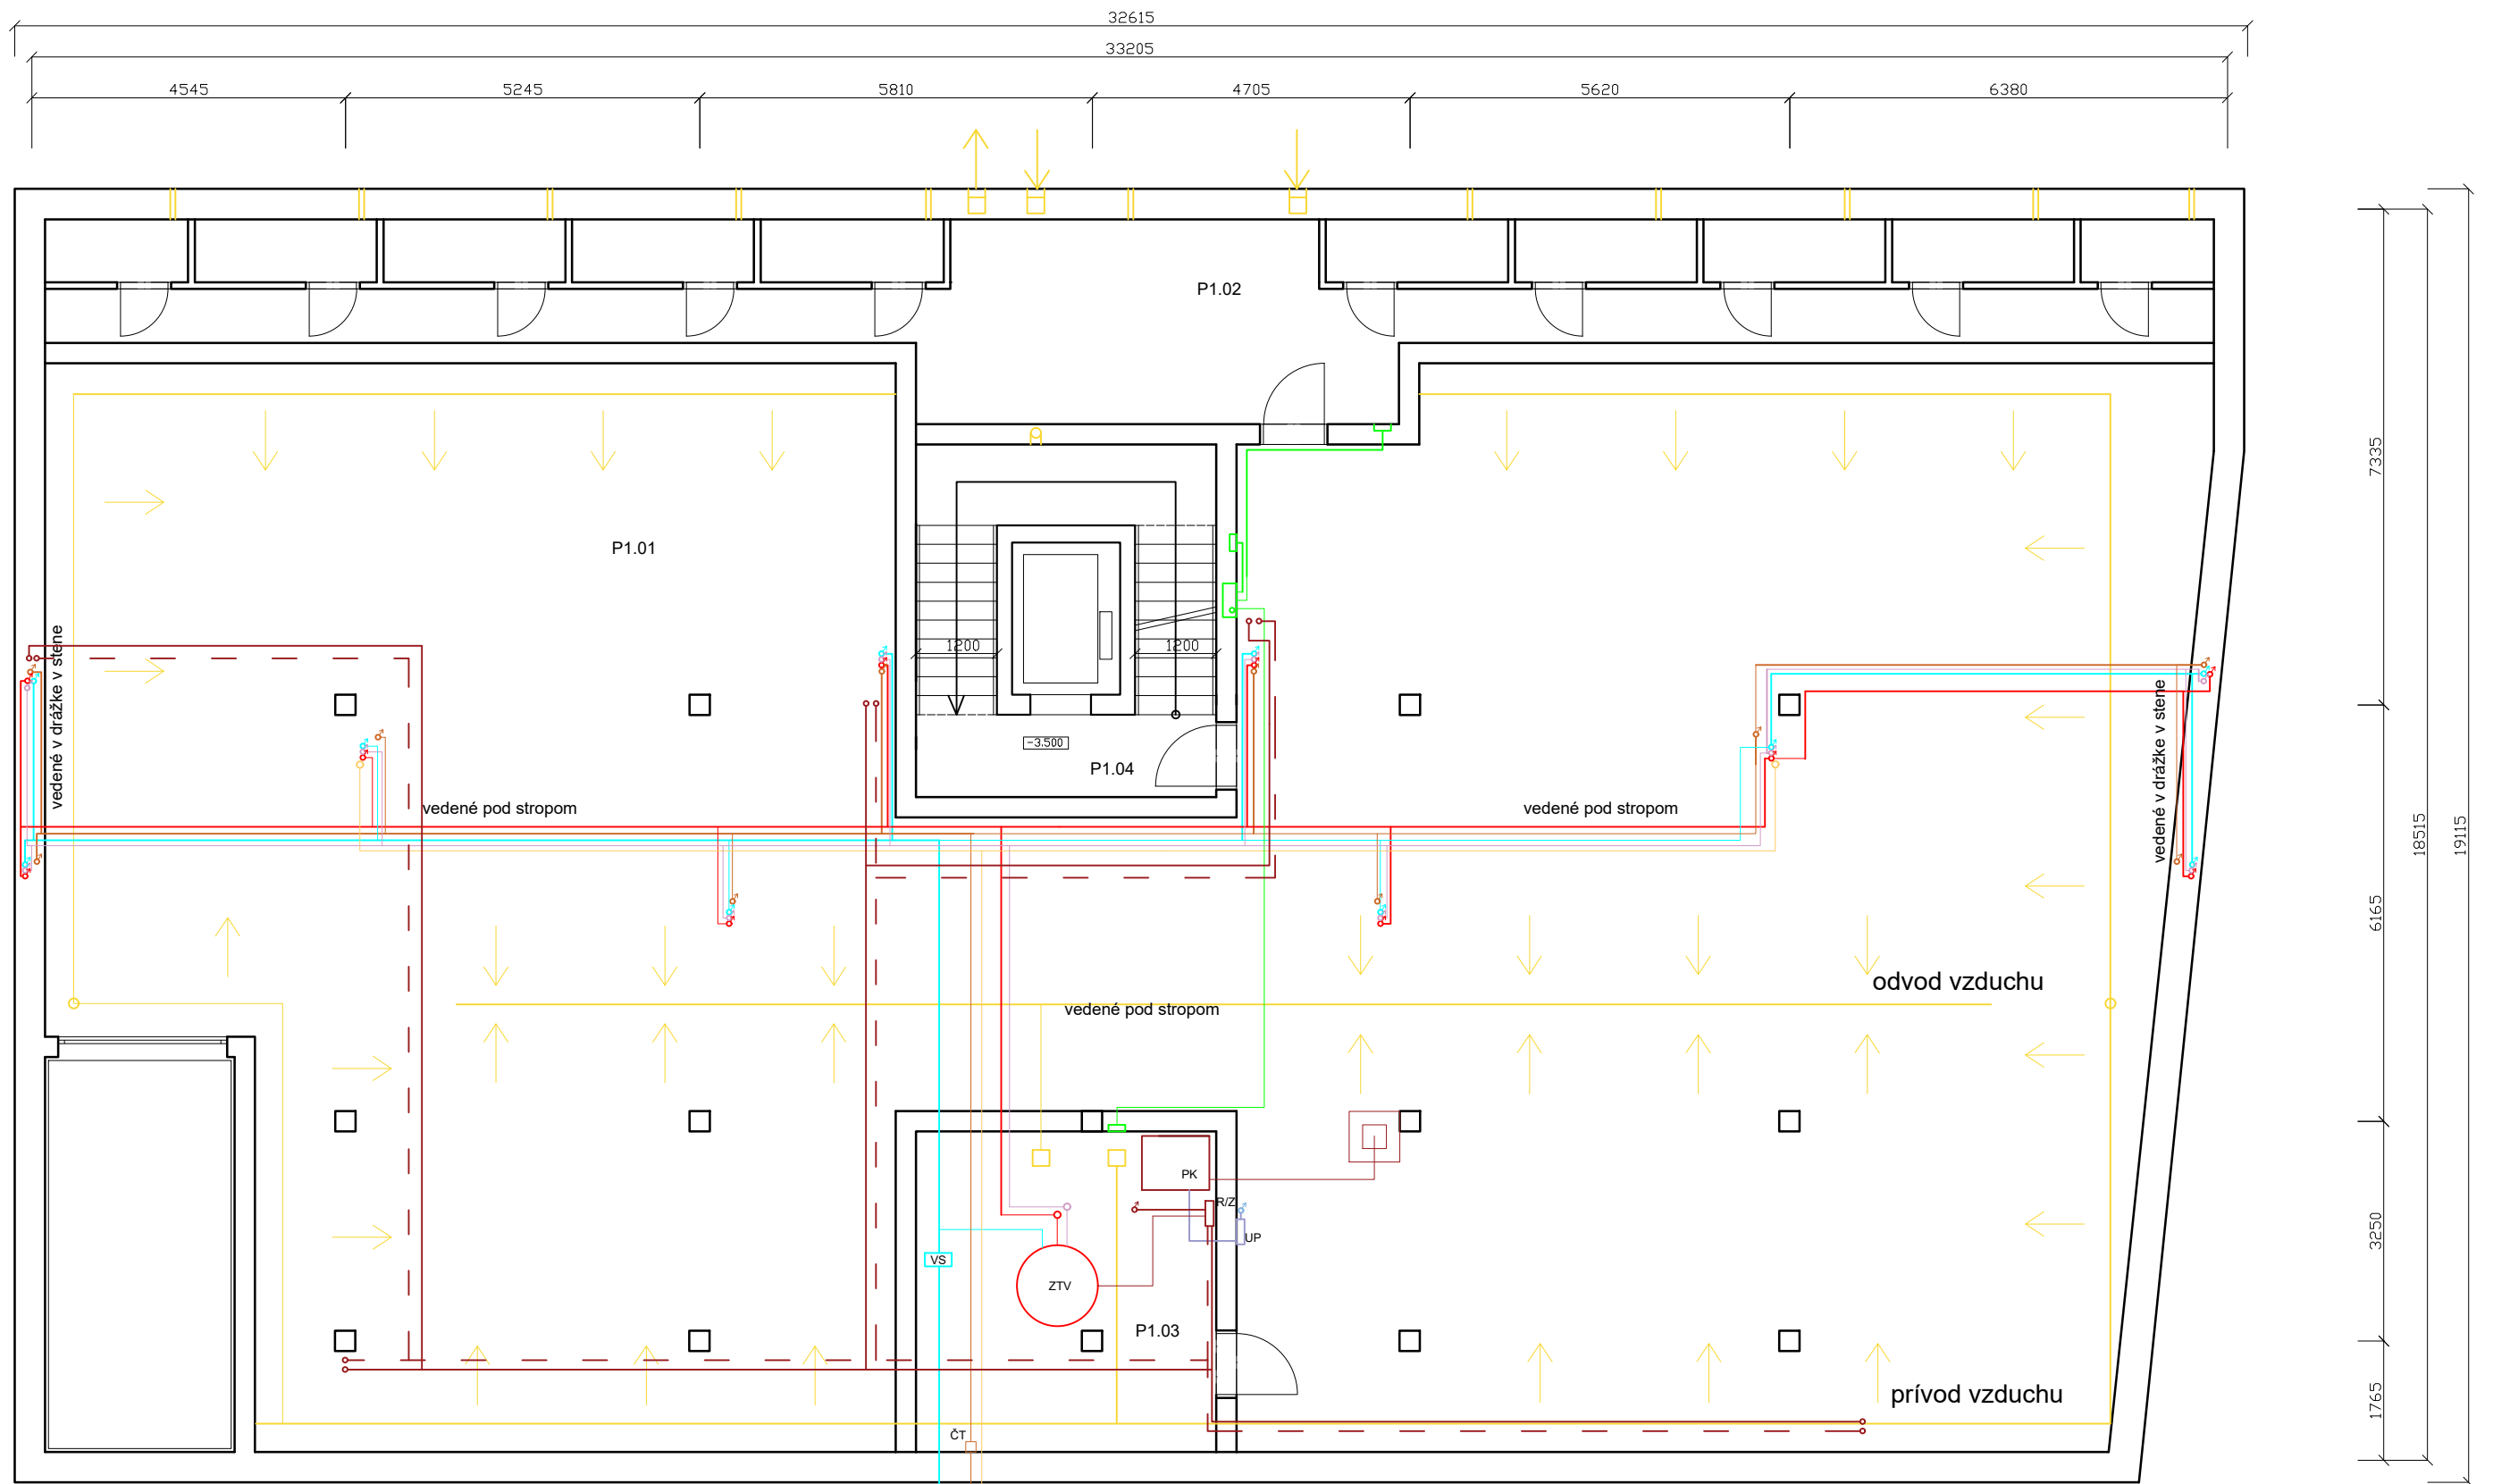 32615
33205
4545
5245
5810
4705
5620
6380
P1.02
7335
P1.01
vedené v drážke v stene
1200
1200
vedené v drážke v stene
-3.500
P1.04
vedené pod stropom
vedené pod stropom
18515
19115
6165
odvod vzduchu
vedené pod stropom
PK
R/Z
UP
3250
VS
ZTV
P1.03
prívod vzduchu
1765
ČT